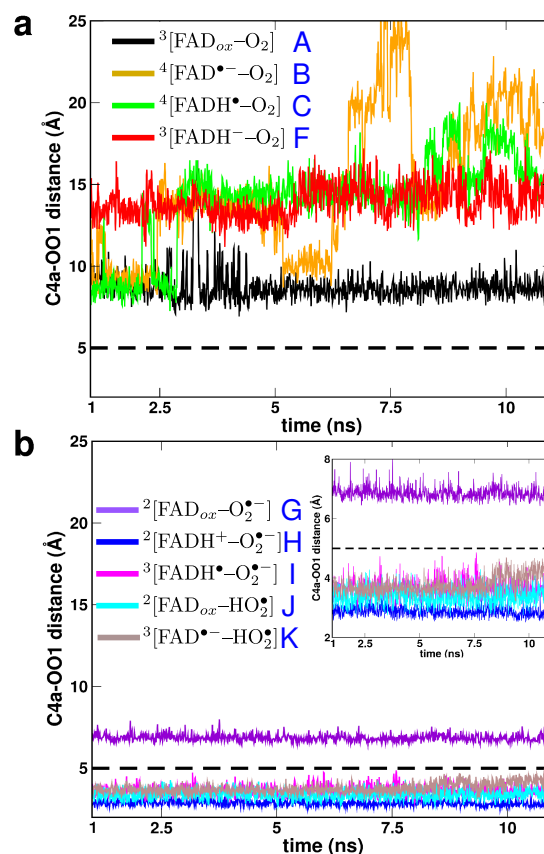 a
25
20
15
10
5
C4a-OO1 distance (Å)
³[FADₒₓ–O₂] A
⁴[FAD•⁻–O₂] B
⁴[FADH•–O₂] C
³[FADH⁻–O₂] F
1 2.5 5 7.5 10
time (ns)
b
25
20
15
10
5
C4a-OO1 distance (Å)
²[FADₒₓ–O₂•⁻] G
²[FADH⁺–O₂•⁻] H
³[FADH•–O₂•⁻] I
²[FADₒₓ–HO₂•] J
³[FAD•⁻–HO₂•] K
8
6
4
2
C4a-OO1 distance (Å)
1 2.5 5 7.5 10
time (ns)
1 2.5 5 7.5 10
time (ns)